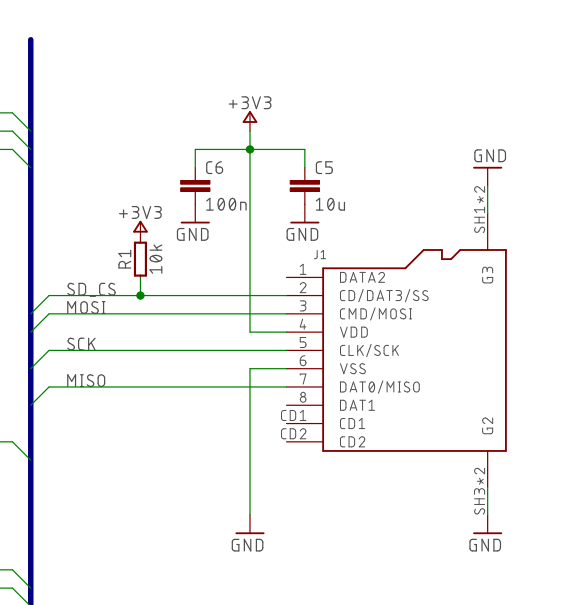 +3V3
GND
C6
C5
SH1*2
100n
10u
+3V3
GND
GND
R1
10k
J1
G3
1
DATA2
SD_CS
2
CD/DAT3/SS
MOSI
3
CMD/MOSI
4
VDD
SCK
5
CLK/SCK
6
VSS
MISO
7
DAT0/MISO
8
DAT1
CD1
CD1
G2
CD2
CD2
SH3*2
GND
GND